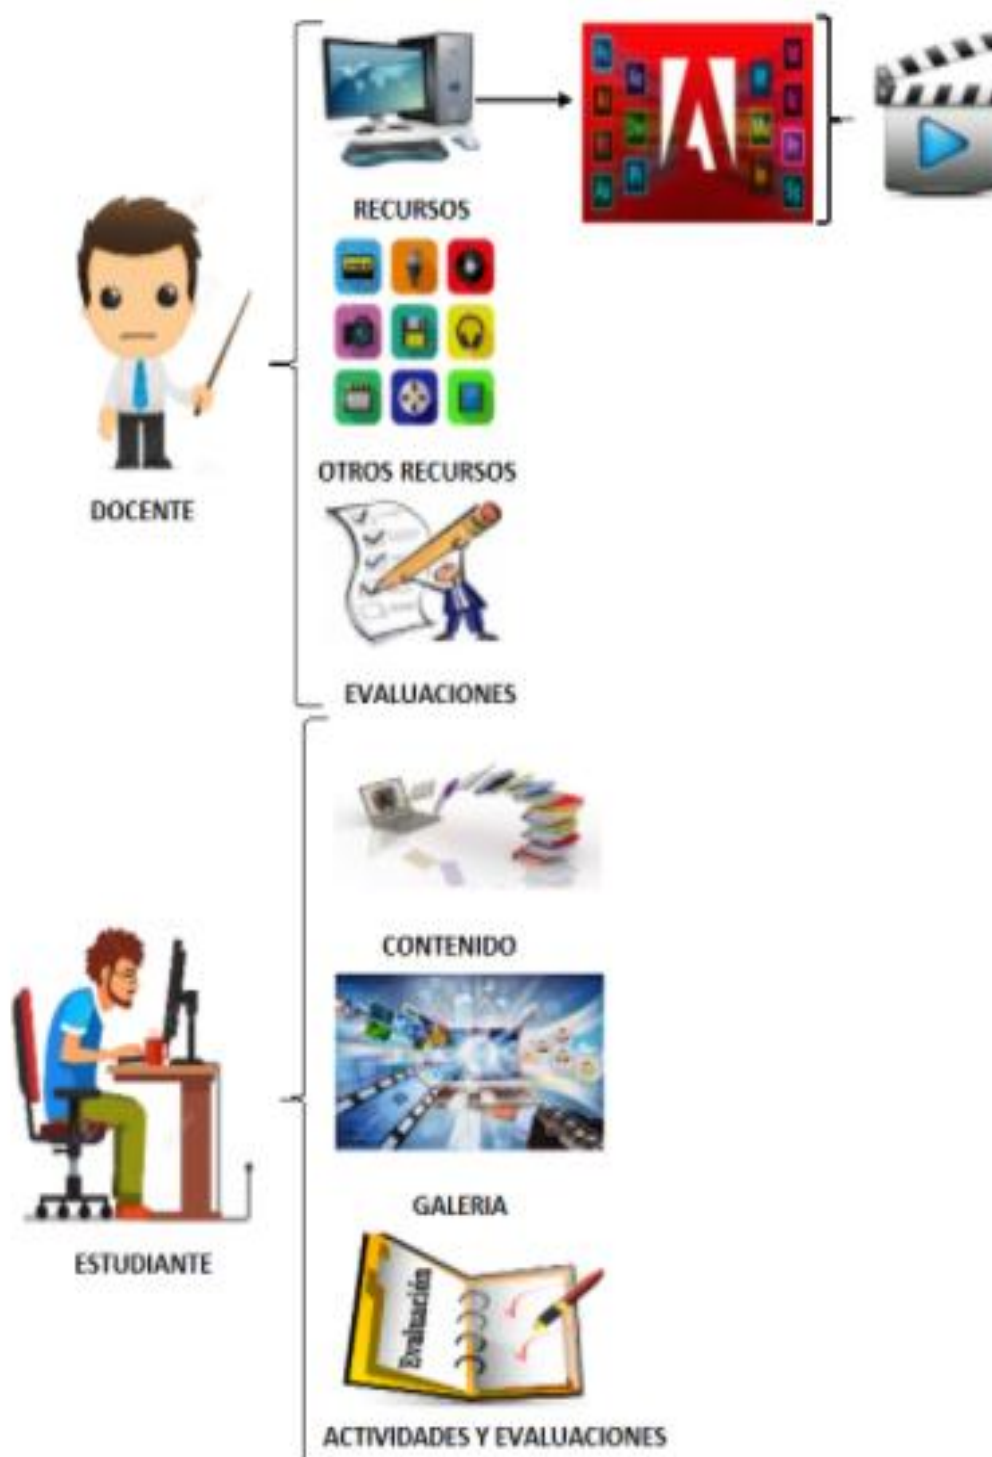 RECURSOS
OTROS RECURSOS
DOCENTE
EVALUACIONES
CONTENIDO
GALERIA
ESTUDIANTE
Evaluación
ACTIVIDADES Y EVALUACIONES